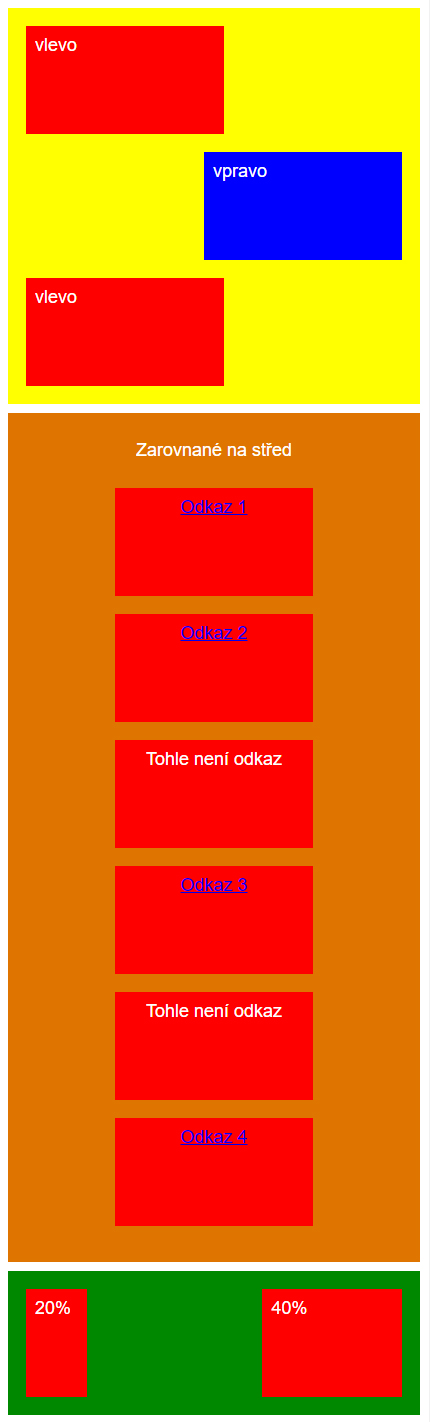 vlevo
vpravo
vlevo
Zarovnané na střed
Odkaz 1
Odkaz 2
Tohle není odkaz
Odkaz 3
Tohle není odkaz
Odkaz 4
20%
40%